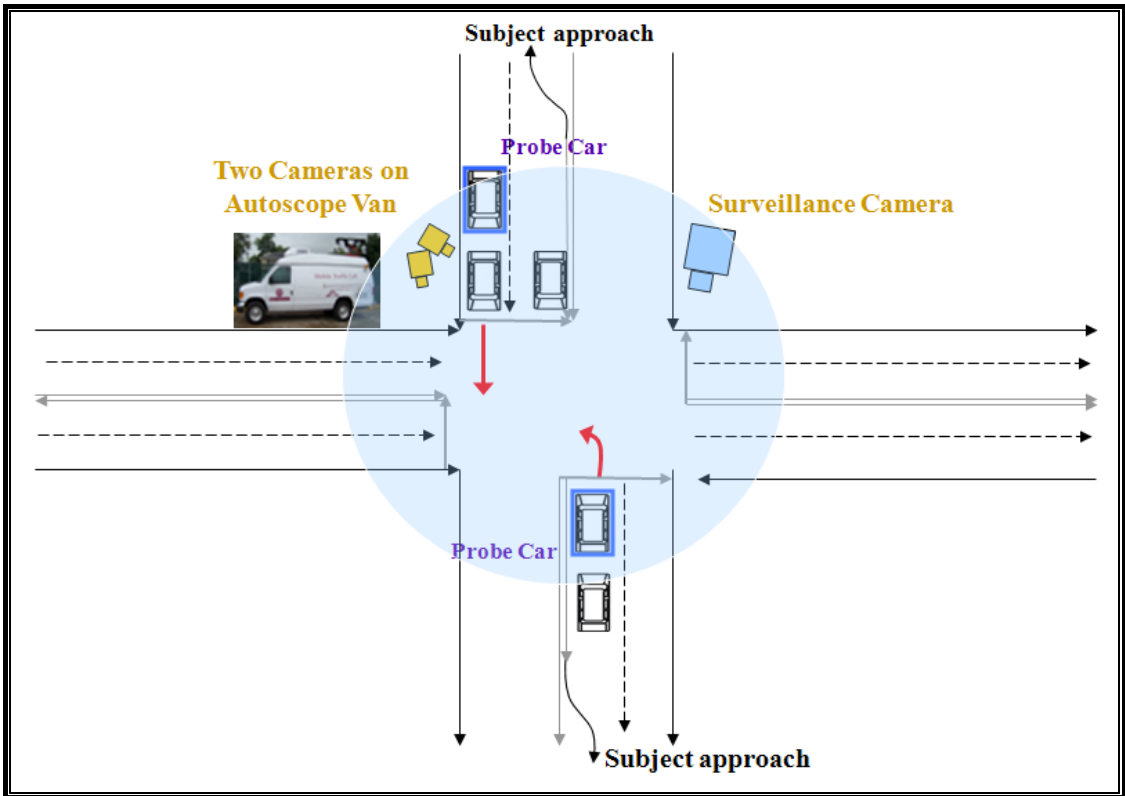 Subject approach
Probe Car
Two Cameras on
Autoscope Van
Surveillance Camera
Probe Car
Subject approach